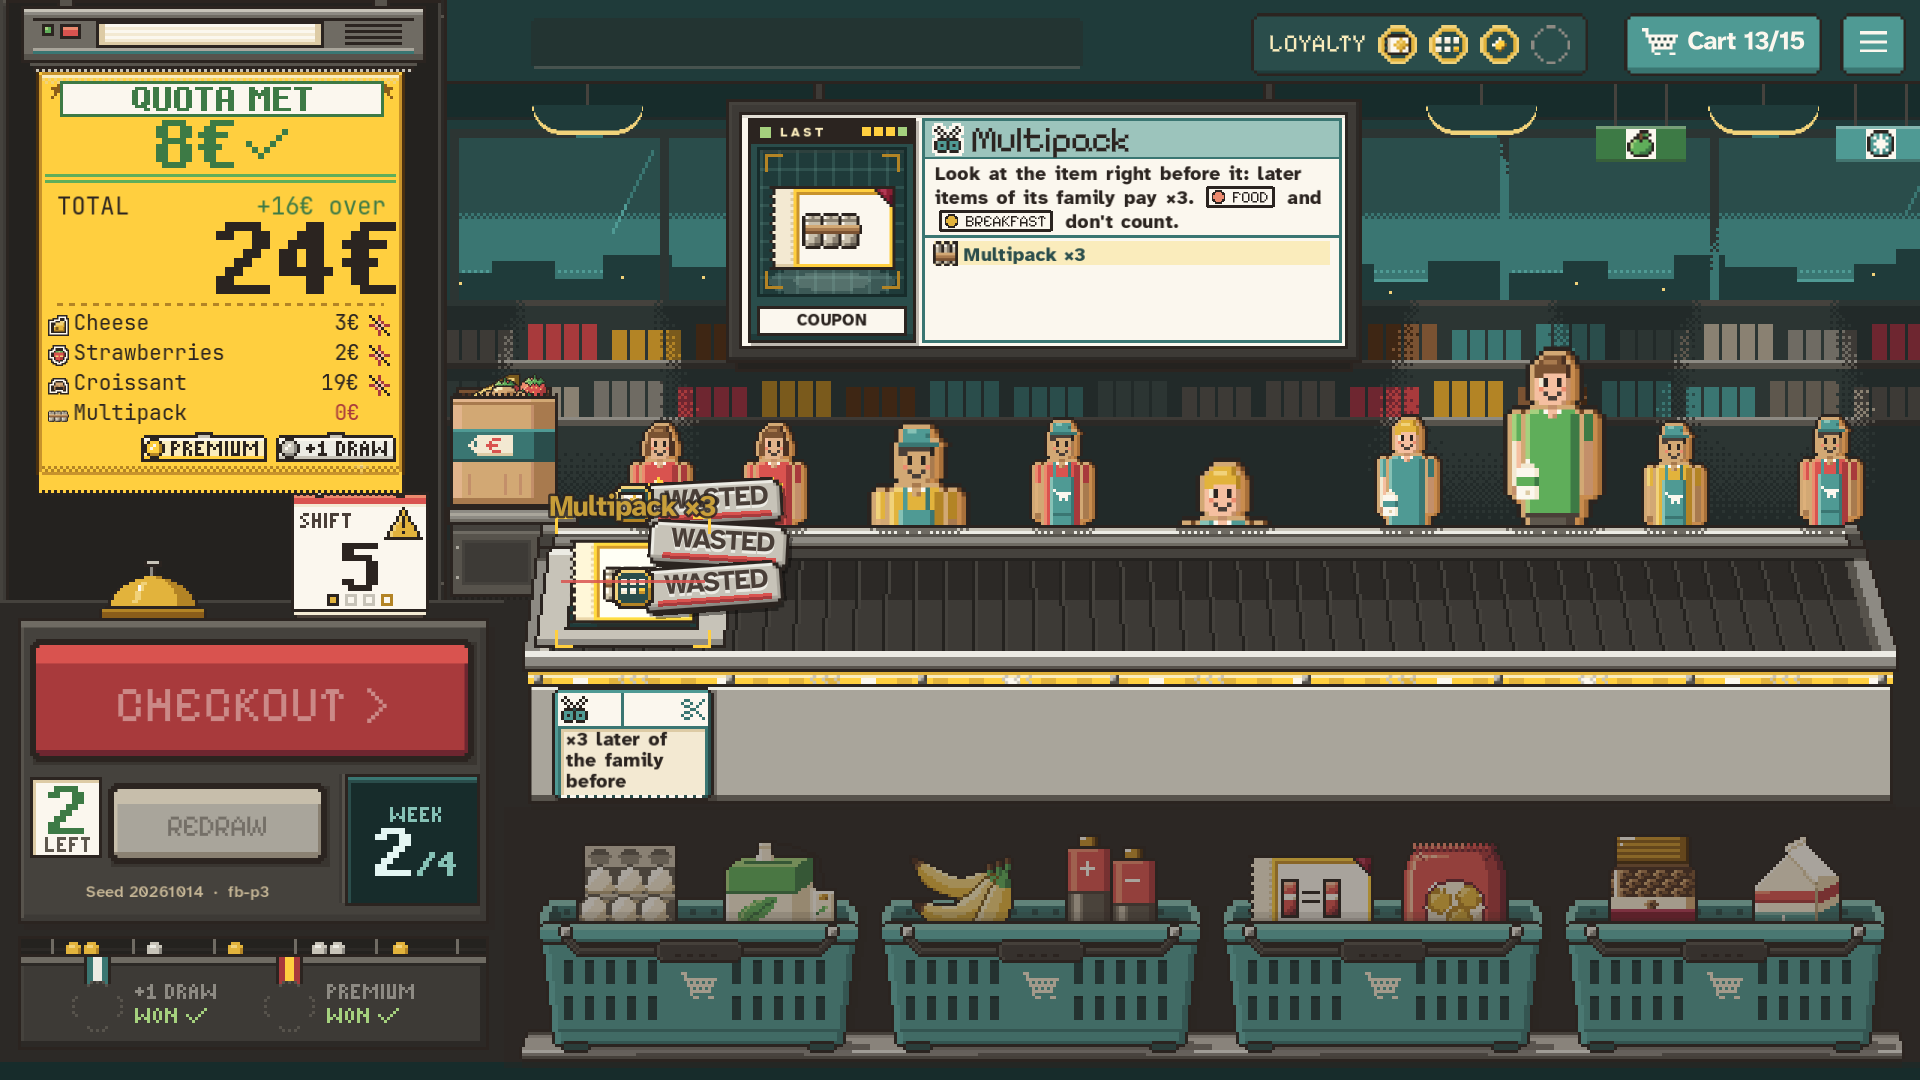 QUOTA MET
8€
TOTAL
+16€ over
24€
Cheese 3€
Strawberries 2€
Croissant 19€
Multipack 0€
PREMIUM
+1 DRAW
SHIFT
5
CHECKOUT >
2
LEFT
REDRAW
WEEK
2/4
Seed 20261014 · fb-p3
+1 DRAW
WON
PREMIUM
WON
LOYALTY
Cart 13/15
LAST
COUPON
Multipack
Look at the item right before it: later
items of its family pay ×3. FOOD and
BREAKFAST don't count.
Multipack ×3
Multipack ×3
WASTED
WASTED
WASTED
×3 later of
the family
before